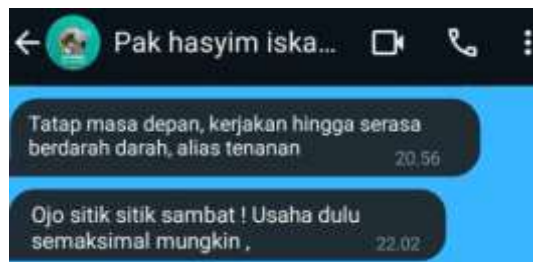 Pak hasyim iska...
Tatap masa depan, kerjakan hingga serasa
berdarah darah, alias tenanan
20.56
Ojo sitik sitik sambat ! Usaha dulu
semaksimal mungkin ,
22.02